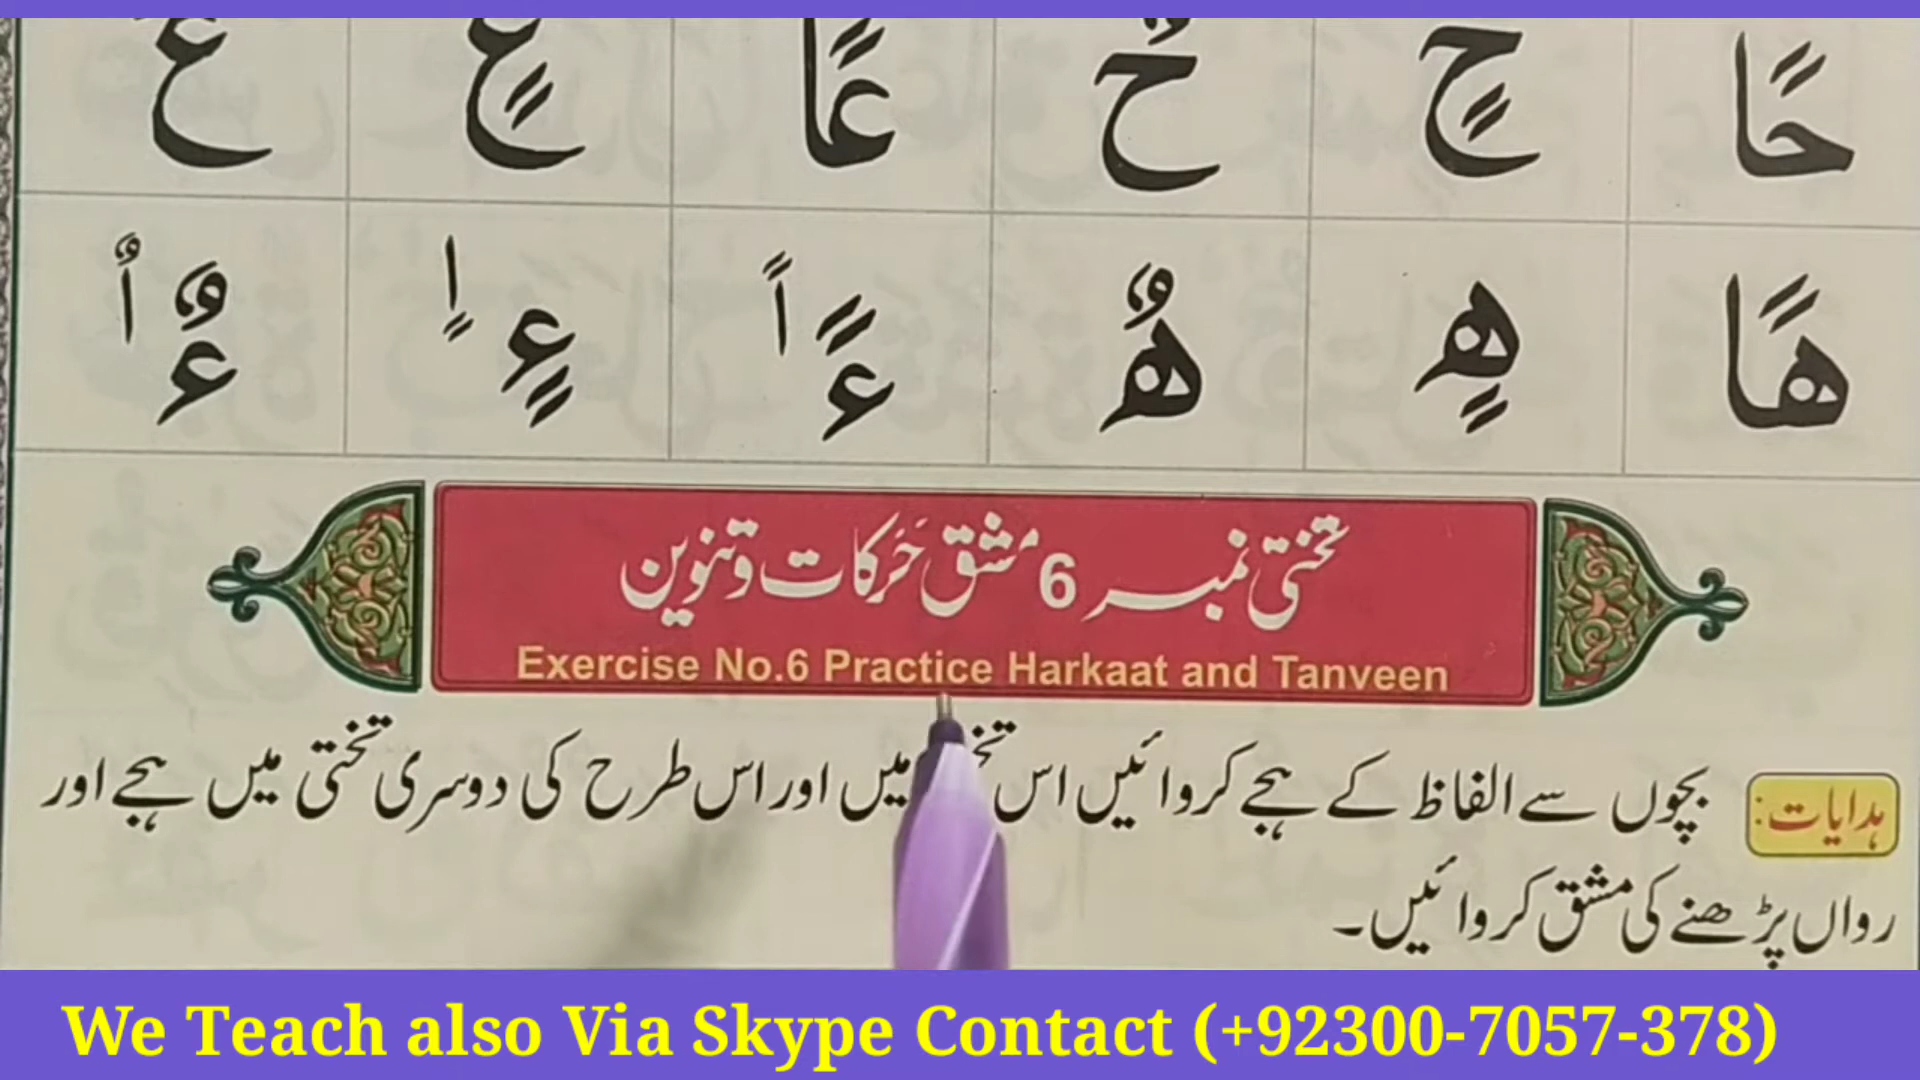 حًا حٍ حٌ عًا عٍ عٌ
هًا هٍ هٌ ءً اً ءٍ اٍ ءٌ اٌ
تختی نمبر 6 مشق حَرکات وتنوین
Exercise No.6 Practice Harkaat and Tanveen
ہدایات: بچوں سے الفاظ کے ہجے کروائیں اس میں اور اس طرح کی دوسری تختی میں ہجے اور
رواں پڑھنے کی مشق کروائیں۔
We Teach also Via Skype Contact (+92300-7057-378)